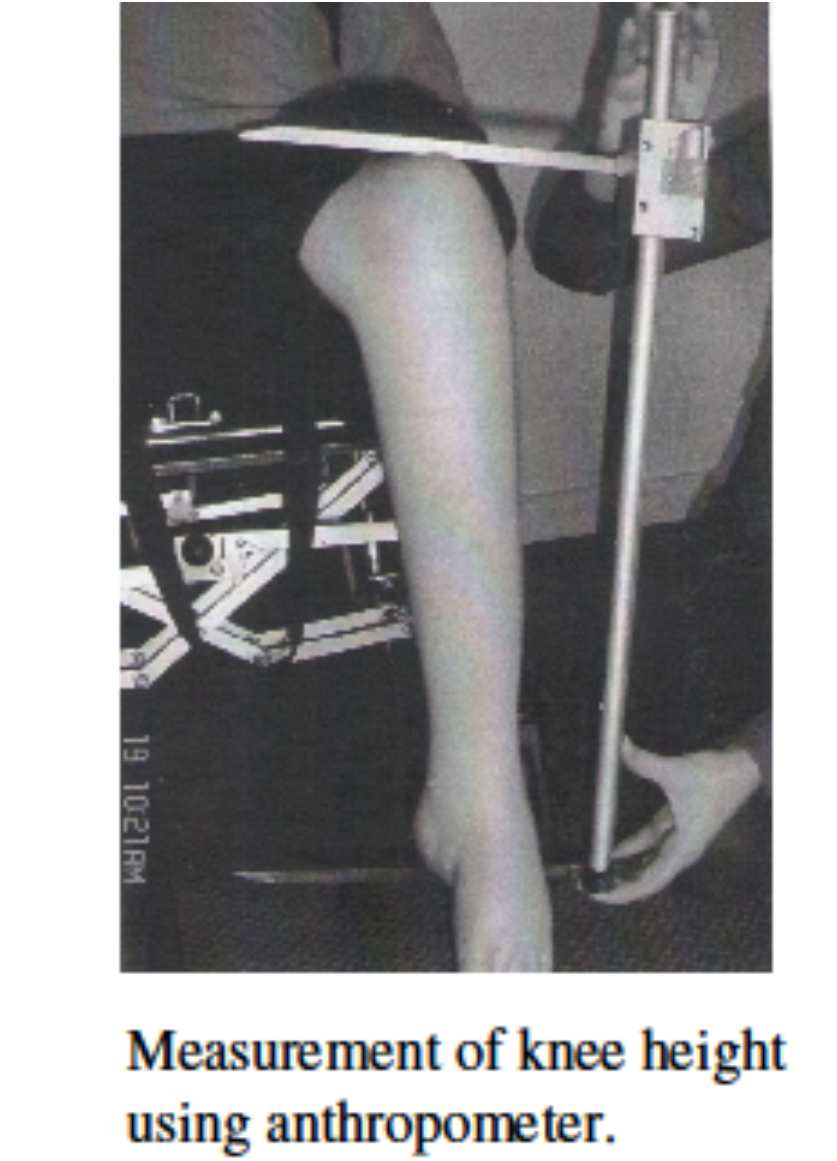 19 10:21AM
Measurement of knee height
using anthropometer.